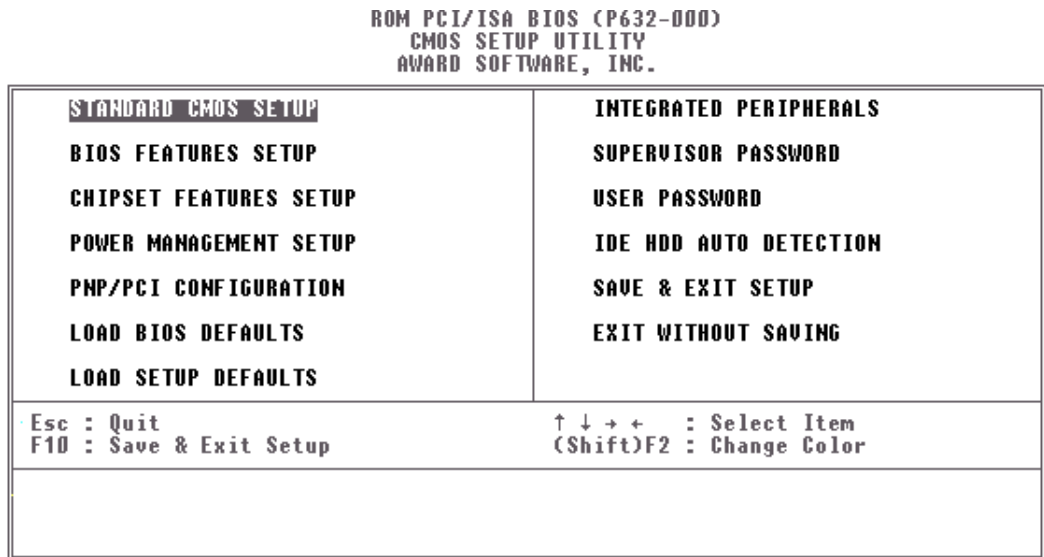 ROM PCI/ISA BIOS (P632-000)
CMOS SETUP UTILITY
AWARD SOFTWARE, INC.
STANDARD CMOS SETUP
BIOS FEATURES SETUP
CHIPSET FEATURES SETUP
POWER MANAGEMENT SETUP
PNP/PCI CONFIGURATION
LOAD BIOS DEFAULTS
LOAD SETUP DEFAULTS
INTEGRATED PERIPHERALS
SUPERVISOR PASSWORD
USER PASSWORD
IDE HDD AUTO DETECTION
SAVE & EXIT SETUP
EXIT WITHOUT SAVING
Esc : Quit
F10 : Save & Exit Setup
↑ ↓ → ← : Select Item
(Shift)F2 : Change Color